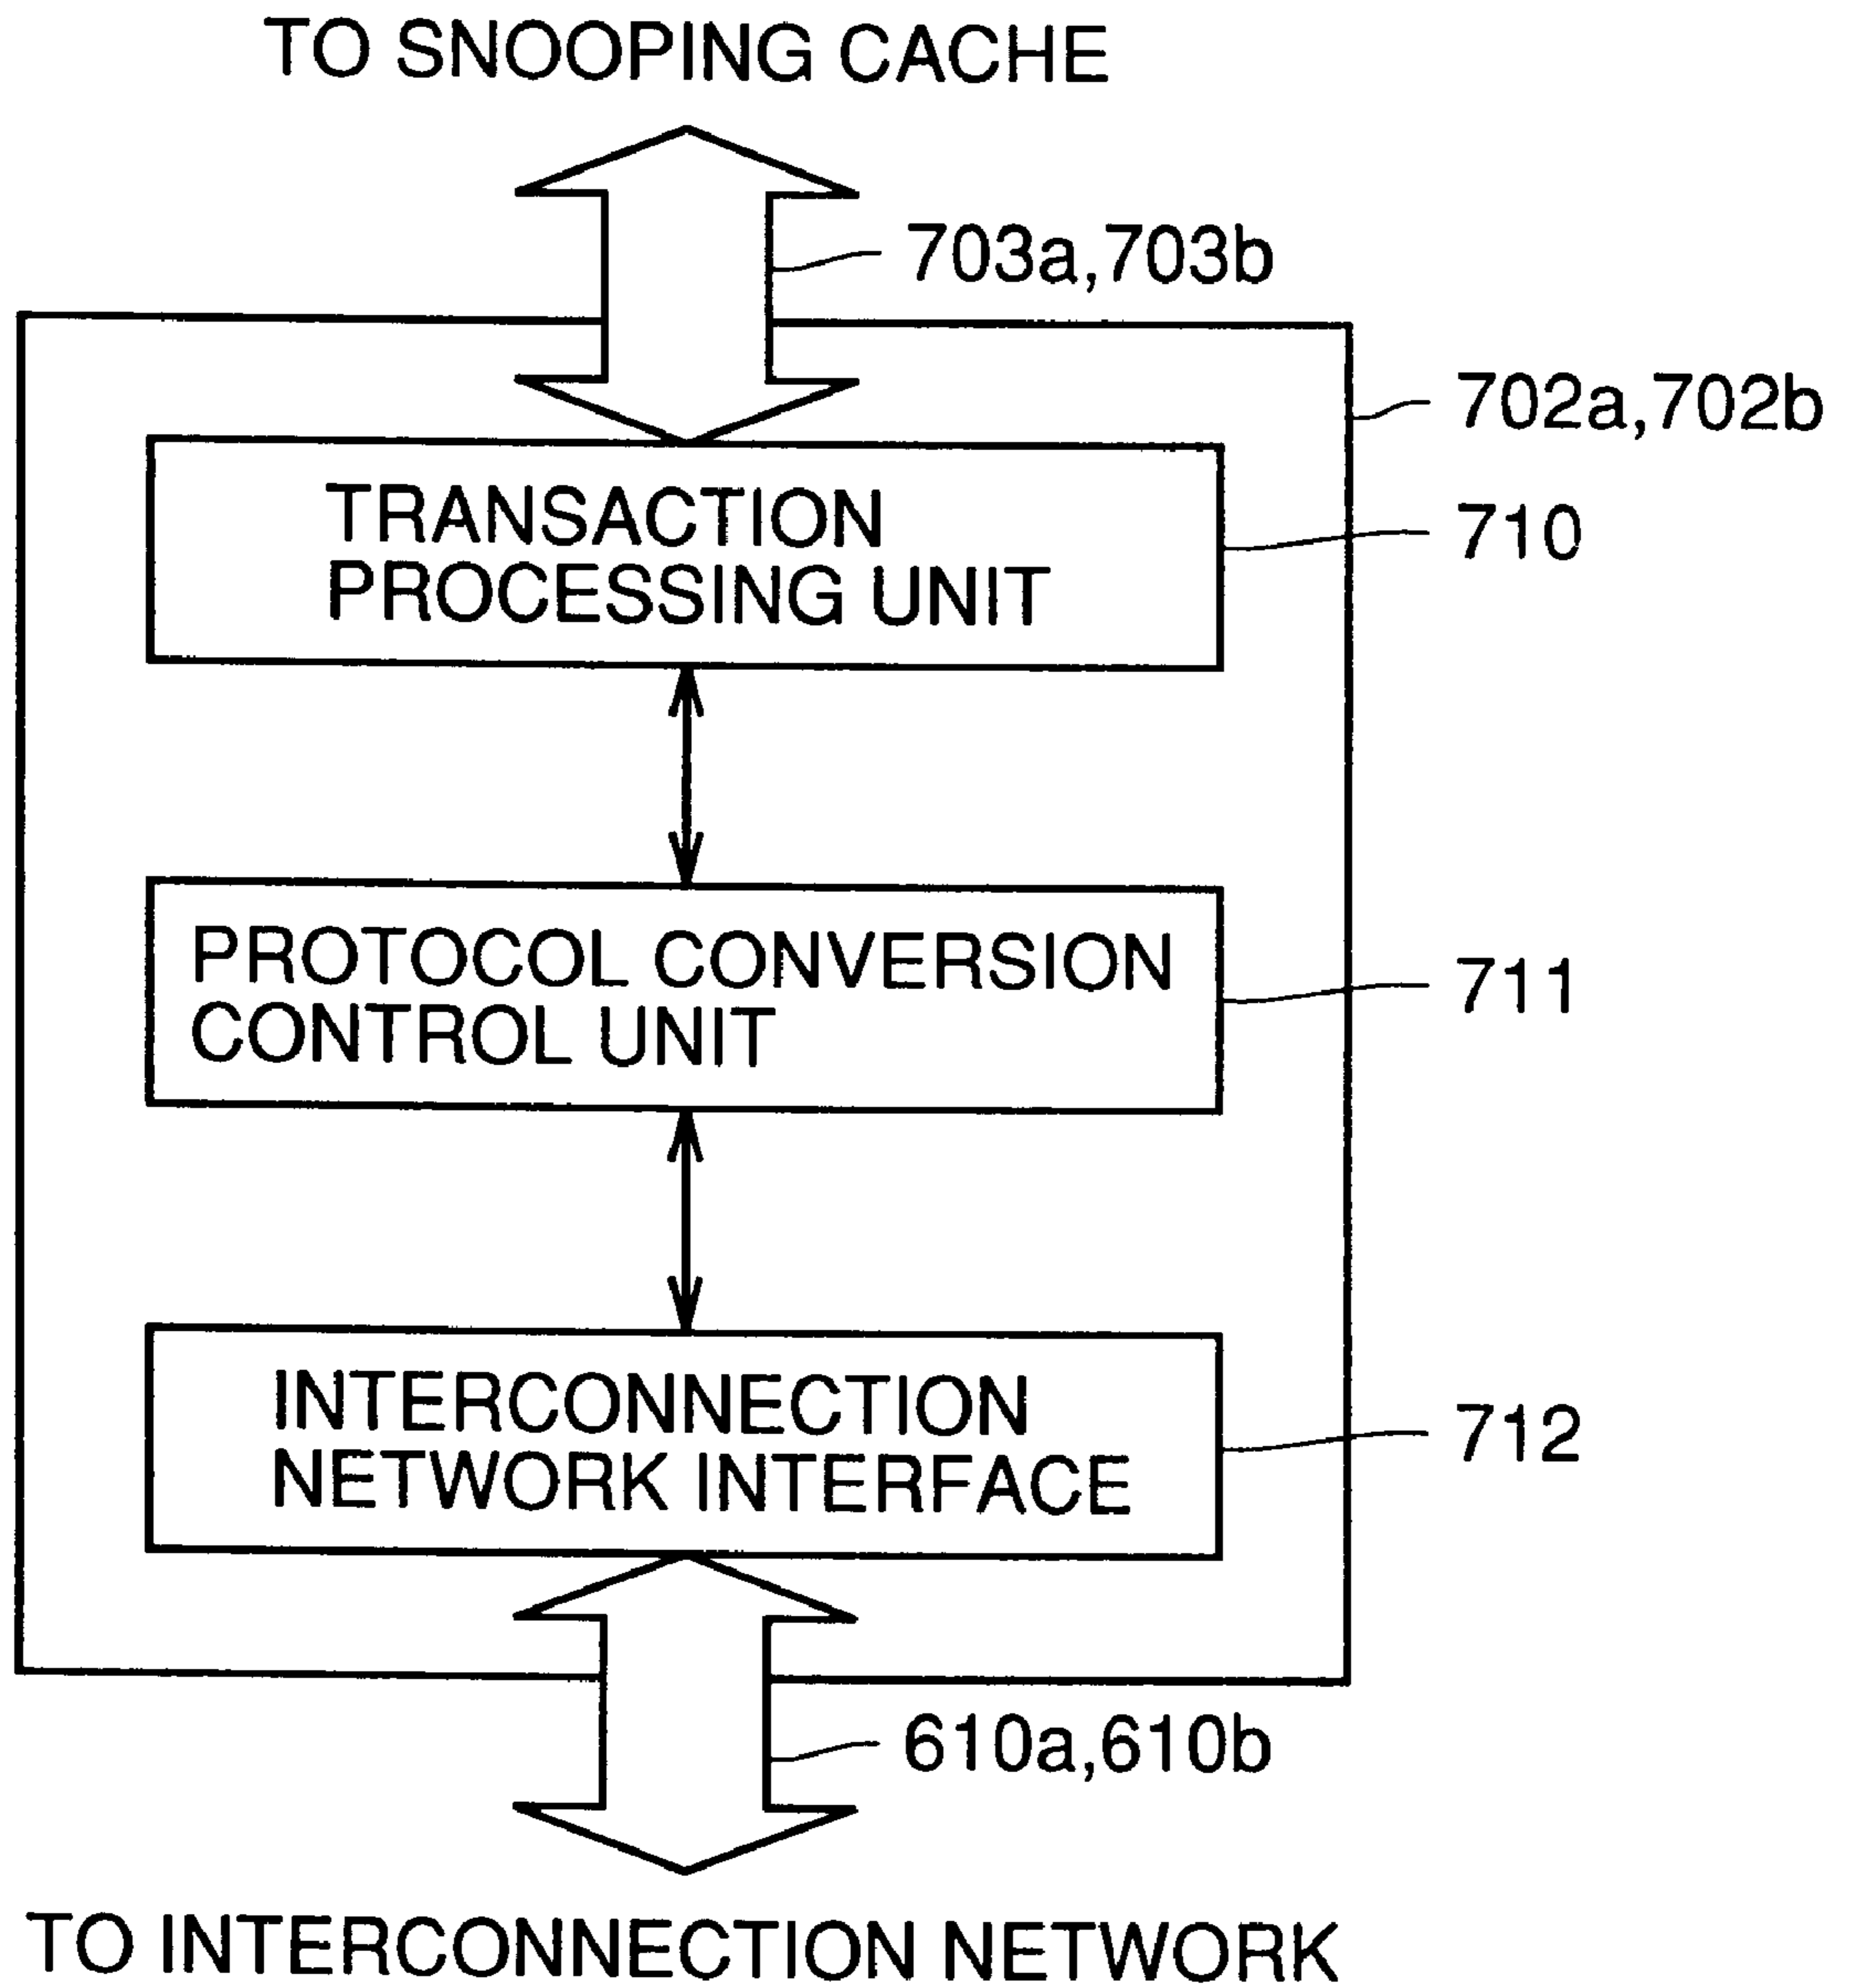 TO SNOOPING CACHE
703a,703b
702a,702b
TRANSACTION
PROCESSING UNIT
710
PROTOCOL CONVERSION
CONTROL UNIT
711
INTERCONNECTION
NETWORK INTERFACE
712
610a,610b
TO INTERCONNECTION NETWORK